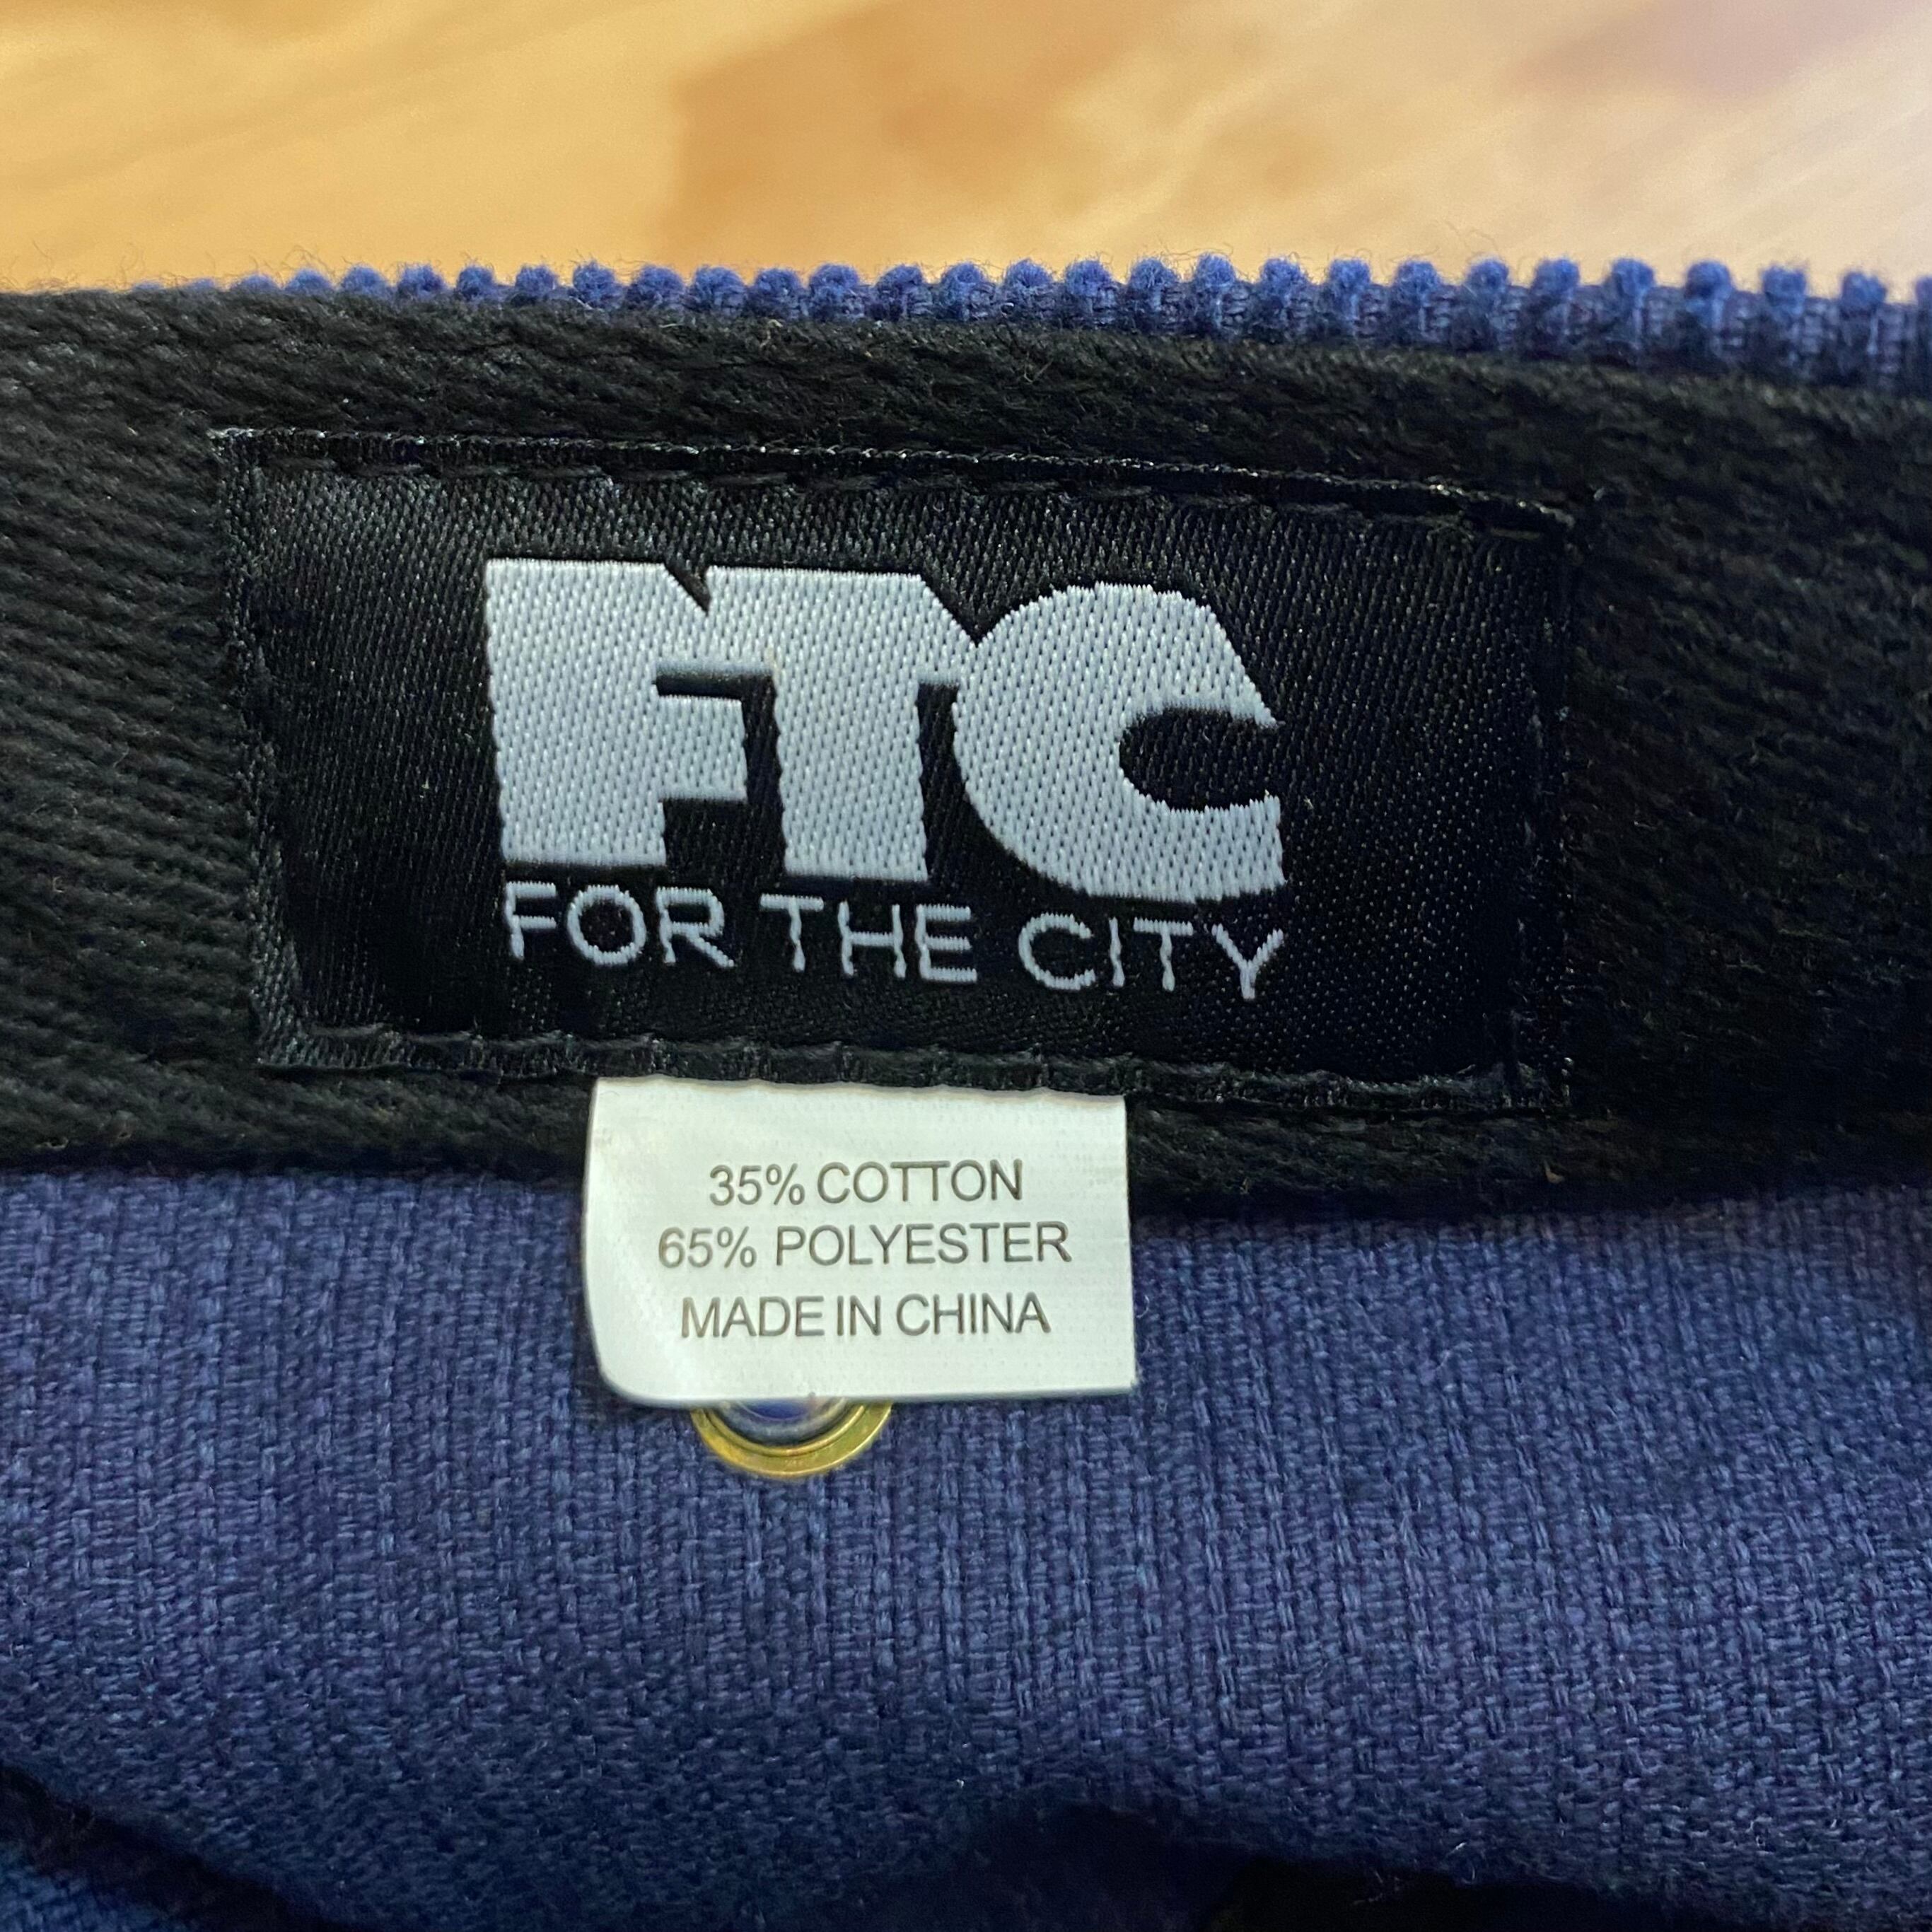 FTC
FOR THE CITY
35% COTTON
65% POLYESTER
MADE IN CHINA